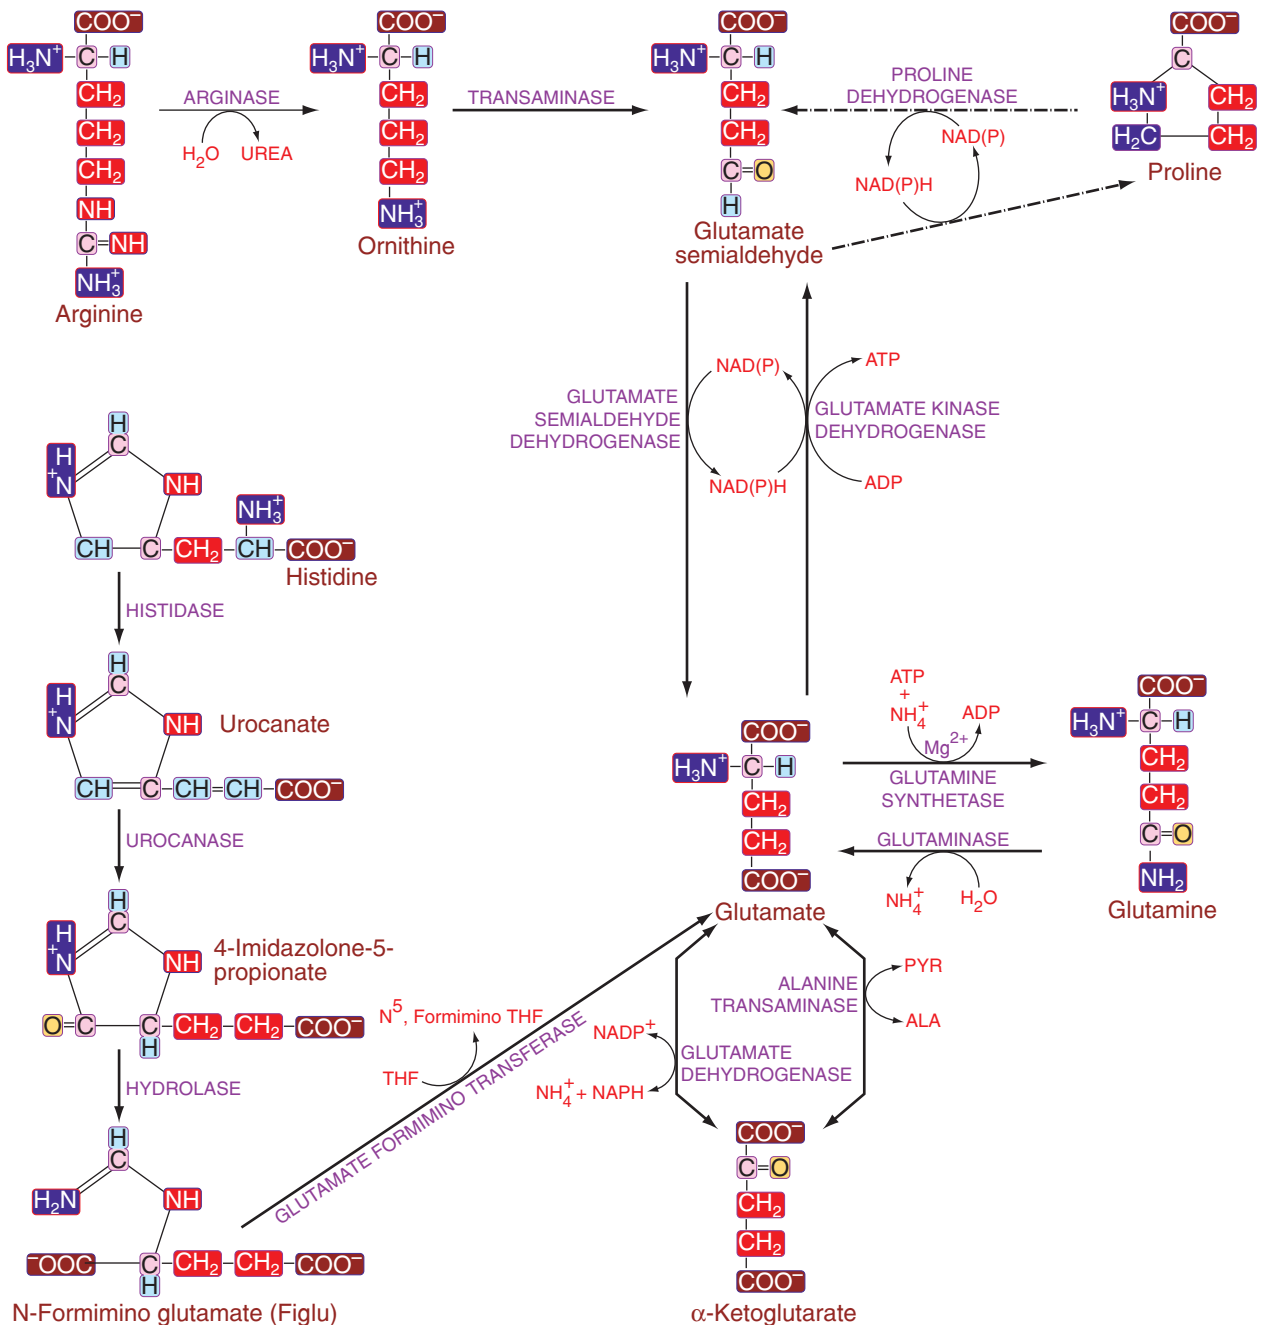 COO⁻
H₃N⁺ C H
CH₂
CH₂
CH₂
NH
C=NH
NH₃⁺
Arginine
ARGINASE
H₂O UREA
COO⁻
H₃N⁺ C H
CH₂
CH₂
CH₂
NH₃⁺
Ornithine
TRANSAMINASE
COO⁻
H₃N⁺ C H
CH₂
CH₂
C=O
H
Glutamate
semialdehyde
PROLINE
DEHYDROGENASE
NAD(P)
NAD(P)H
COO⁻
C
H₃N⁺ CH₂
H₂C CH₂
Proline
GLUTAMATE
SEMIALDEHYDE
DEHYDROGENASE
NAD(P)
NAD(P)H
ATP
GLUTAMATE KINASE
DEHYDROGENASE
ADP
H
C
H
⁺N
NH
NH₃⁺
CH C CH₂ CH COO⁻
Histidine
HISTIDASE
H
C
H
⁺N
NH
Urocanate
CH C CH=CH COO⁻
UROCANASE
H
C
H
⁺N
NH
4-Imidazolone-5-
propionate
O=C C CH₂ CH₂ COO⁻
H
HYDROLASE
H
C
H₂N NH
⁻OOC C CH₂ CH₂ COO⁻
H
N-Formimino glutamate (Figlu)
N⁵, Formimino THF
THF
GLUTAMATE FORMIMINO TRANSFERASE
COO⁻
H₃N⁺ C H
CH₂
CH₂
COO⁻
Glutamate
ATP
+
NH₄⁺
ADP
Mg²⁺
GLUTAMINE
SYNTHETASE
GLUTAMINASE
NH₄⁺ H₂O
COO⁻
H₃N⁺ C H
CH₂
CH₂
C=O
NH₂
Glutamine
NADP⁺
GLUTAMATE
DEHYDROGENASE
NH₄⁺ + NAPH
ALANINE
TRANSAMINASE
PYR
ALA
COO⁻
C=O
CH₂
CH₂
COO⁻
α-Ketoglutarate